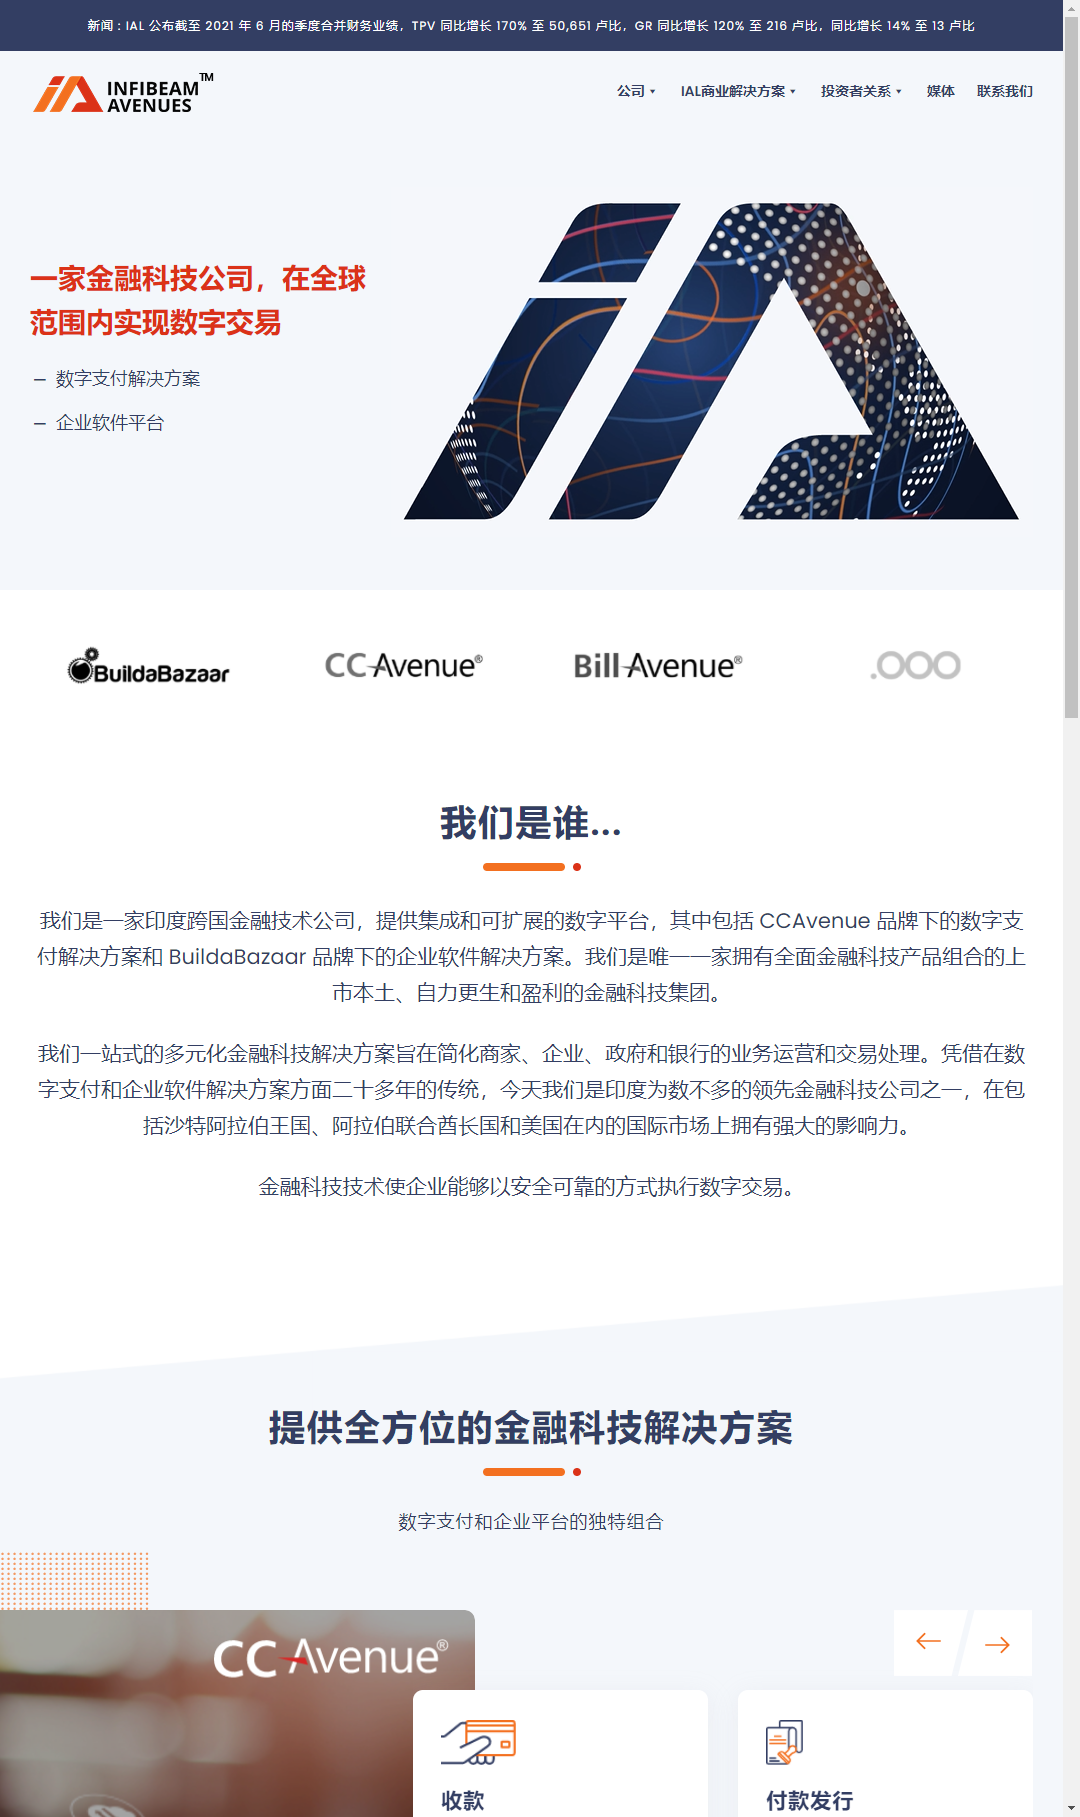 新闻 : IAL 公布截至 2021 年 6 月的季度合并财务业绩，TPV 同比增长 170% 至 50,651 卢比，GR 同比增长 120% 至 216 卢比，同比增长 14% 至 13 卢比
INFIBEAM AVENUES TM
公司
IAL商业解决方案
投资者关系
媒体
联系我们
一家金融科技公司，在全球
范围内实现数字交易
– 数字支付解决方案
– 企业软件平台
BuildaBazaar
CCAvenue®
BillAvenue®
.OOO
我们是谁...
我们是一家印度跨国金融技术公司，提供集成和可扩展的数字平台，其中包括 CCAvenue 品牌下的数字支
付解决方案和 BuildaBazaar 品牌下的企业软件解决方案。我们是唯一一家拥有全面金融科技产品组合的上
市本土、自力更生和盈利的金融科技集团。
我们一站式的多元化金融科技解决方案旨在简化商家、企业、政府和银行的业务运营和交易处理。凭借在数
字支付和企业软件解决方案方面二十多年的传统，今天我们是印度为数不多的领先金融科技公司之一，在包
括沙特阿拉伯王国、阿拉伯联合酋长国和美国在内的国际市场上拥有强大的影响力。
金融科技技术使企业能够以安全可靠的方式执行数字交易。
提供全方位的金融科技解决方案
数字支付和企业平台的独特组合
CCAvenue®
收款
付款发行